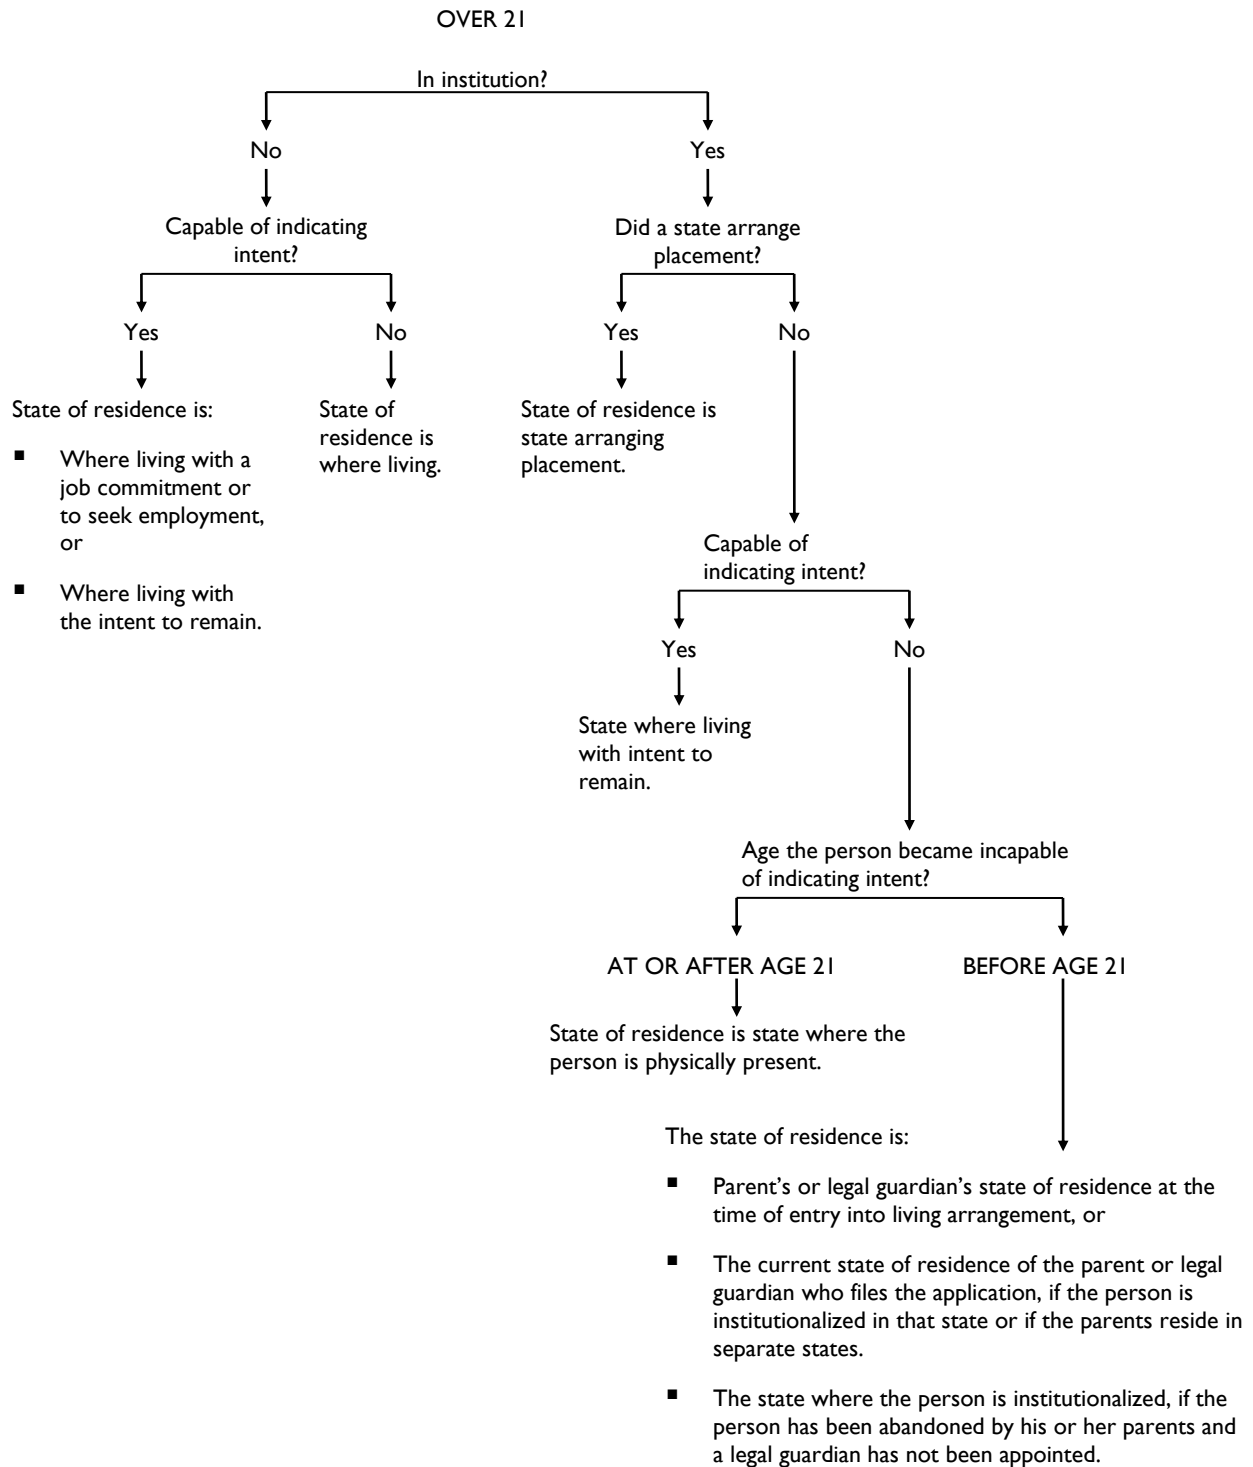 OVER 21
In institution?
No
Yes
Capable of indicating
intent?
Did a state arrange
placement?
Yes
No
Yes
No
State of residence is:
▪ Where living with a
job commitment or
to seek employment,
or
▪ Where living with
the intent to remain.
State of
residence is
where living.
State of residence is
state arranging
placement.
Capable of
indicating intent?
Yes
No
State where living
with intent to
remain.
Age the person became incapable
of indicating intent?
AT OR AFTER AGE 21
BEFORE AGE 21
State of residence is state where the
person is physically present.
The state of residence is:
▪ Parent’s or legal guardian’s state of residence at the
time of entry into living arrangement, or
▪ The current state of residence of the parent or legal
guardian who files the application, if the person is
institutionalized in that state or if the parents reside in
separate states.
▪ The state where the person is institutionalized, if the
person has been abandoned by his or her parents and
a legal guardian has not been appointed.